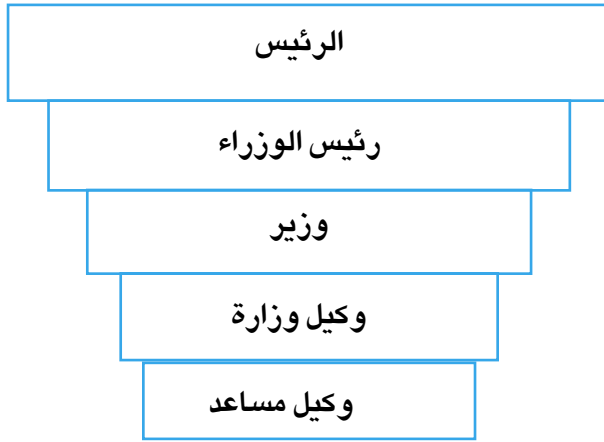 الرئيس
رئيس الوزراء
وزير
وكيل وزارة
وكيل مساعد